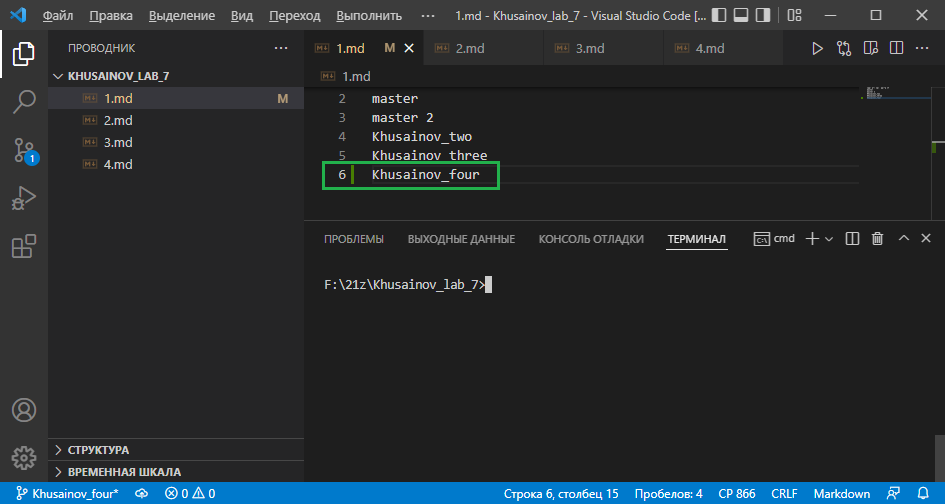 Файл Правка Выделение Вид Переход Выполнить ··· 1.md - Khusainov_lab_7 - Visual Studio Code [...
ПРОВОДНИК ···
KHUSAINOV_LAB_7
1.md M
2.md
3.md
4.md
1
СТРУКТУРА
ВРЕМЕННАЯ ШКАЛА
1.md M 2.md 3.md 4.md
1.md
2 master
3 master 2
4 Khusainov_two
5 Khusainov_three
6 Khusainov_four
ПРОБЛЕМЫ ВЫХОДНЫЕ ДАННЫЕ КОНСОЛЬ ОТЛАДКИ ТЕРМИНАЛ cmd
F:\21z\Khusainov_lab_7>
Khusainov_four* 0 0 Строка 6, столбец 15 Пробелов: 4 CP 866 CRLF Markdown